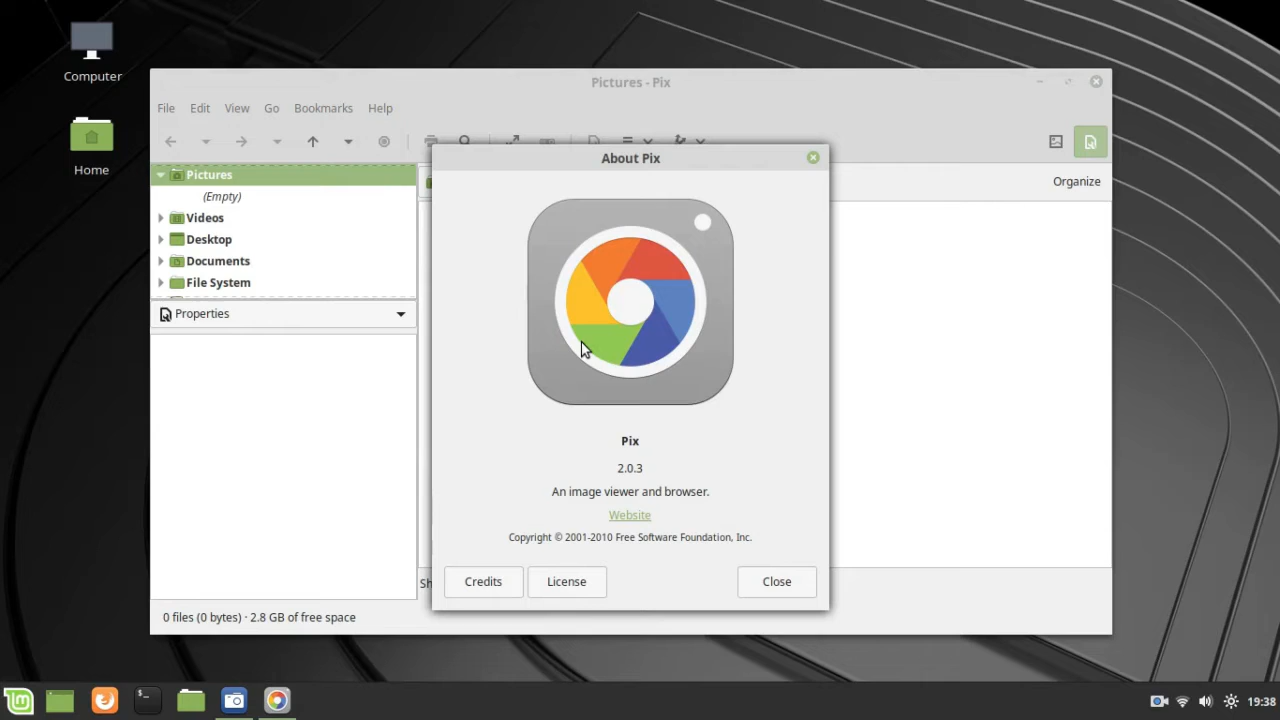 Computer
Home
Pictures - Pix
File Edit View Go Bookmarks Help
Pictures
(Empty)
Videos
Desktop
Documents
File System
Properties
0 files (0 bytes) · 2.8 GB of free space
Organize
About Pix
Pix
2.0.3
An image viewer and browser.
Website
Copyright © 2001-2010 Free Software Foundation, Inc.
Credits License Close
19:38